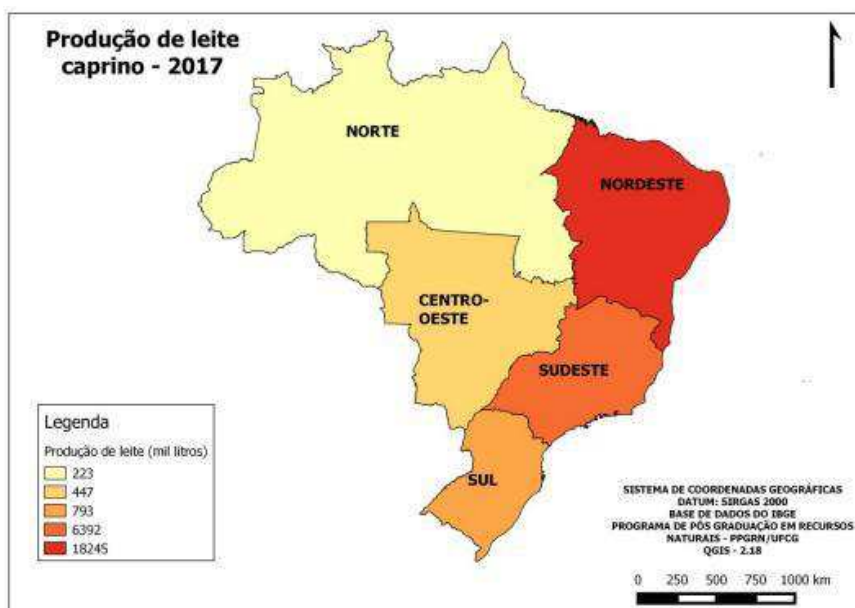 Produção de leite
caprino - 2017
NORTE
NORDESTE
CENTRO-
OESTE
SUDESTE
SUL
Legenda
Produção de leite (mil litros)
223
447
793
6392
18245
SISTEMA DE COORDENADAS GEOGRÁFICAS
DATUM: SIRGAS 2000
BASE DE DADOS DO IBGE
PROGRAMA DE PÓS GRADUAÇÃO EM RECURSOS
NATURAIS - PPGRN/UFCG
QGIS - 2.18
0 250 500 750 1000 km